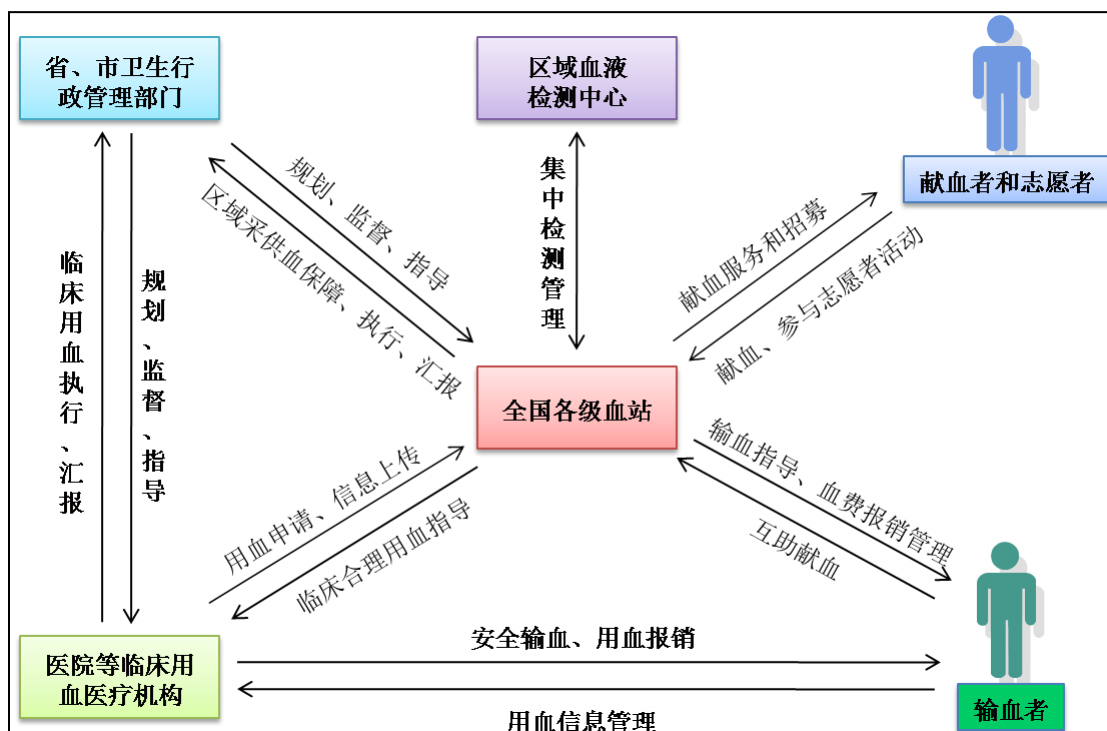 省、市卫生行
政管理部门
区域血液
检测中心
献血者和志愿者
规划、监督、指导
区域采供血保障、执行、汇报
集中检测管理
献血服务和招募
献血、参与志愿者活动
临床用血执行、汇报
规划、监督、指导
全国各级血站
用血申请、信息上传
临床合理用血指导
输血指导、血费报销管理
互助献血
医院等临床用
血医疗机构
安全输血、用血报销
用血信息管理
输血者